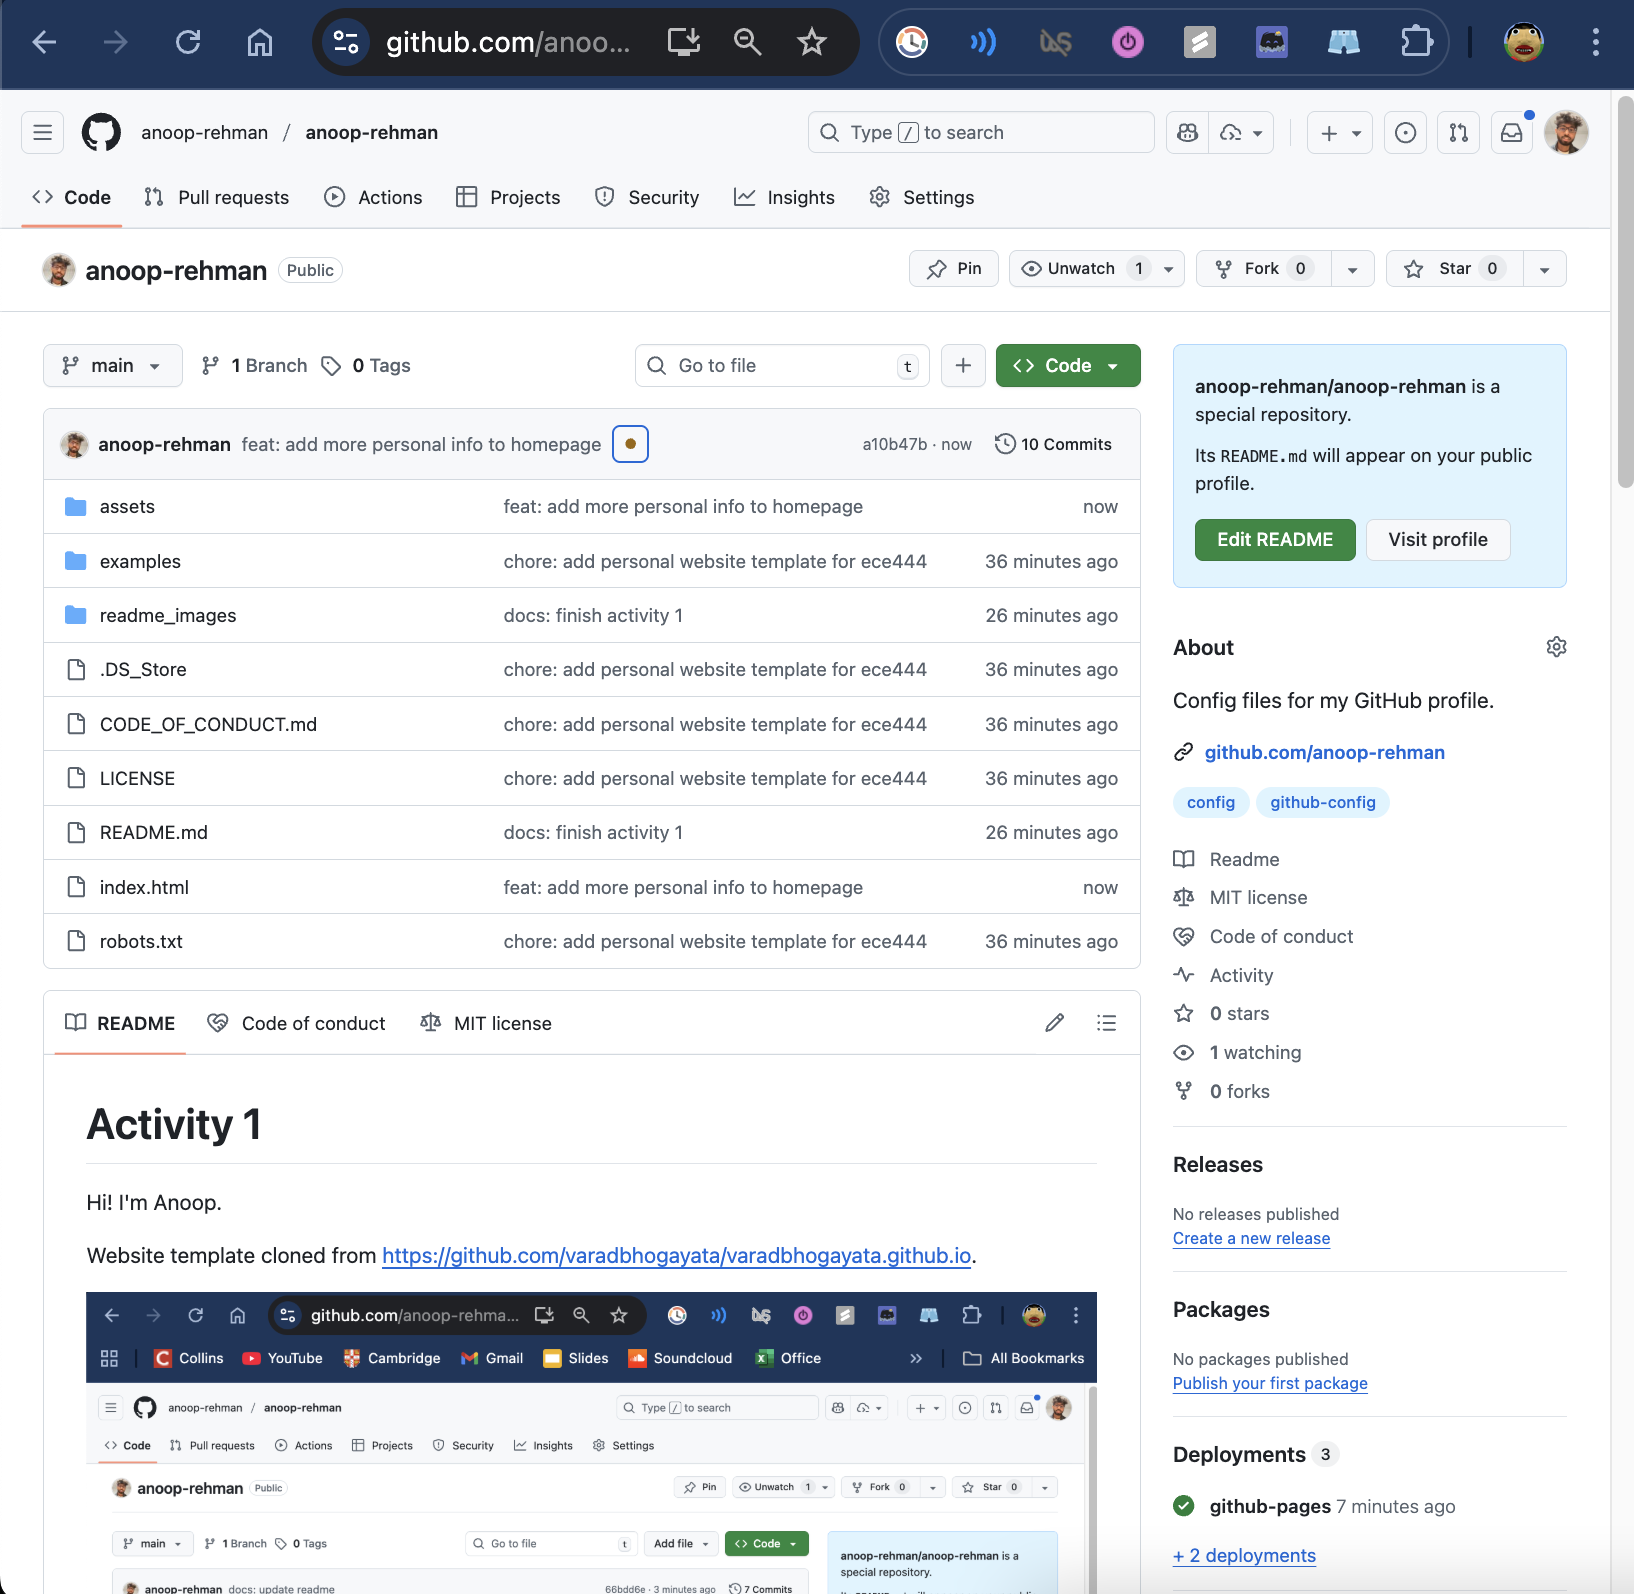 github.com/anoo...
anoop-rehman / anoop-rehman
Type / to search
Code Pull requests Actions Projects Security Insights Settings
anoop-rehman Public
Pin Unwatch 1 Fork 0 Star 0
main 1 Branch 0 Tags Go to file t Code
anoop-rehman feat: add more personal info to homepage a10b47b · now 10 Commits
assets feat: add more personal info to homepage now
examples chore: add personal website template for ece444 36 minutes ago
readme_images docs: finish activity 1 26 minutes ago
.DS_Store chore: add personal website template for ece444 36 minutes ago
CODE_OF_CONDUCT.md chore: add personal website template for ece444 36 minutes ago
LICENSE chore: add personal website template for ece444 36 minutes ago
README.md docs: finish activity 1 26 minutes ago
index.html feat: add more personal info to homepage now
robots.txt chore: add personal website template for ece444 36 minutes ago
README Code of conduct MIT license
Activity 1
Hi! I'm Anoop.
Website template cloned from https://github.com/varadbhogayata/varadbhogayata.github.io.
github.com/anoop-rehma...
Collins YouTube Cambridge Gmail Slides Soundcloud Office » All Bookmarks
anoop-rehman / anoop-rehman Type / to search
Code Pull requests Actions Projects Security Insights Settings
anoop-rehman Public Pin Unwatch 1 Fork 0 Star 0
main 1 Branch 0 Tags Go to file t Add file Code
anoop-rehman/anoop-rehman is a
special repository.
anoop-rehman docs: update readme 66bdd6e · 3 minutes ago 7 Commits
anoop-rehman/anoop-rehman is a
special repository.
Its README.md will appear on your public
profile.
Edit README Visit profile
About
Config files for my GitHub profile.
github.com/anoop-rehman
config github-config
Readme
MIT license
Code of conduct
Activity
0 stars
1 watching
0 forks
Releases
No releases published
Create a new release
Packages
No packages published
Publish your first package
Deployments 3
github-pages 7 minutes ago
+ 2 deployments